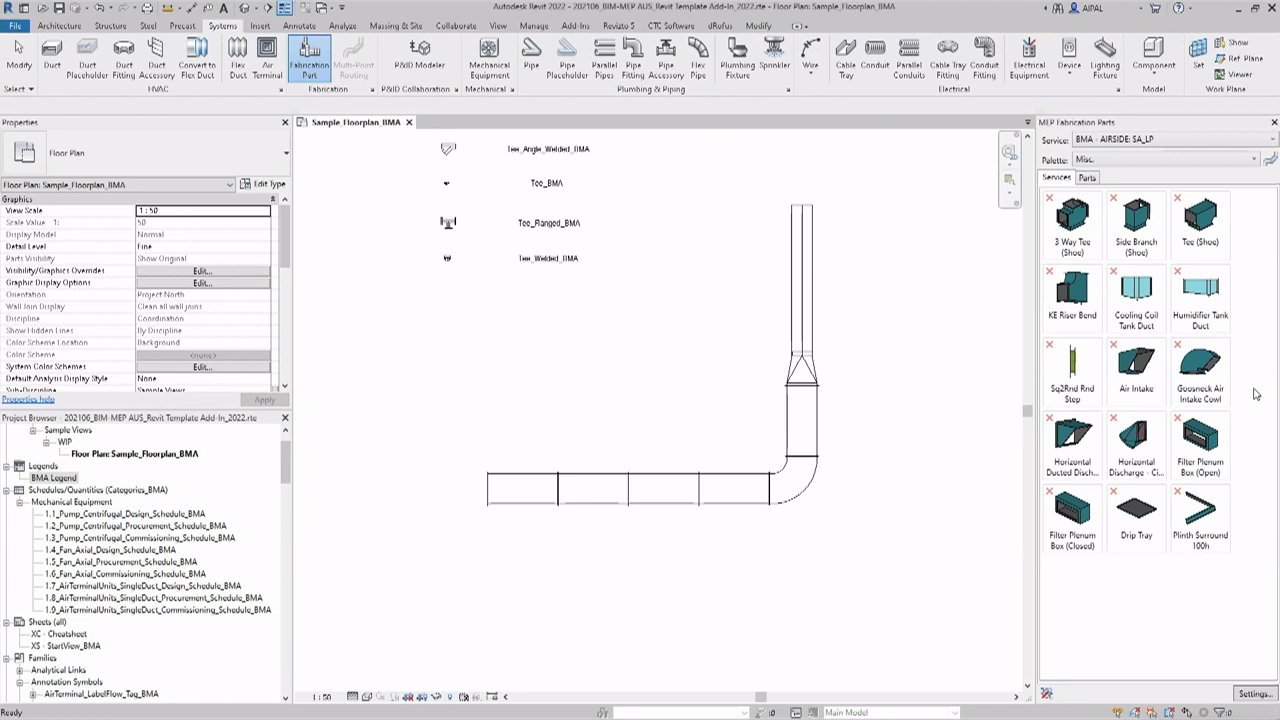 Autodesk Revit 2022 - 202106_BIM-MEP AUS_Revit Template Add-In_2022.rte - Floor Plan: Sample_Floorplan_BMA
AIPAL
File Architecture Structure Steel Precast Systems Insert Annotate Analyze Massing & Site Collaborate View Manage Add-Ins Revizto 5 CTC Software RuBs Modify
Modify
Duct
Duct Placeholder
Duct Fitting
Duct Accessory
Convert to Flex Duct
Flex Duct
Air Terminal
Fabrication Part
Multi-Point Routing
P&ID Modeler
Mechanical Equipment
Pipe
Pipe Placeholder
Parallel Pipes
Pipe Fitting
Pipe Accessory
Flex Pipe
Plumbing Fixture
Sprinkler
Wire
Cable Tray
Conduit
Parallel Conduits
Cable Tray Fitting
Conduit Fitting
Electrical Equipment
Device
Lighting Fixture
Component
Set
Show
Ref Plane
Viewer
Select HVAC Fabrication P&ID Collaboration Mechanical Plumbing & Piping Electrical Model Work Plane
Properties
Floor Plan
Floor Plan: Sample_Floorplan_BMA Edit Type
Graphics
View Scale 1 : 50
Scale Value 1: 50
Display Model Normal
Detail Level Fine
Parts Visibility Show Original
Visibility/Graphics Overrides Edit...
Graphic Display Options Edit...
Orientation Project North
Wall Join Display Clean all wall joins
Discipline Coordination
Show Hidden Lines By Discipline
Color Scheme Location Background
Color Scheme <none>
System Color Schemes Edit...
Default Analysis Display Style None
Sub-Discipline Sample Views
Properties help Apply
Project Browser - 202106_BIM-MEP AUS_Revit Template Add-In_2022.rte
Sample Views
WIP
Floor Plan: Sample_Floorplan_BMA
Legends
BMA Legend
Schedules/Quantities (Categories_BMA)
Mechanical Equipment
1.1_Pump_Centrifugal_Design_Schedule_BMA
1.2_Pump_Centrifugal_Procurement_Schedule_BMA
1.3_Pump_Centrifugal_Commissioning_Schedule_BMA
1.4_Fan_Axial_Design_Schedule_BMA
1.5_Fan_Axial_Procurement_Schedule_BMA
1.6_Fan_Axial_Commissioning_Schedule_BMA
1.7_AirTerminalUnits_SingleDuct_Design_Schedule_BMA
1.8_AirTerminalUnits_SingleDuct_Procurement_Schedule_BMA
1.9_AirTerminalUnits_SingleDuct_Commissioning_Schedule_BMA
Sheets (all)
XC - Cheatsheet
XS - StartView_BMA
Families
Analytical Links
Annotation Symbols
AirTerminal_LabelFlow_Tag_BMA
Sample_Floorplan_BMA
Tee_Angle_Welded_BMA
Tee_BMA
Tee_Flanged_BMA
Tee_Welded_BMA
1 : 50
MEP Fabrication Parts
Service: BMA - AIRSIDE: SA_LP
Palette: Misc.
Services Parts
3 Way Tee (Shoe)
Side Branch (Shoe)
Tee (Shoe)
KE Riser Bend
Cooling Coil Tank Duct
Humidifier Tank Duct
Sq2Rnd Rnd Step
Air Intake
Gooseneck Air Intake Cowl
Horizontal Ducted Disch...
Horizontal Discharge - Ci...
Filter Plenum Box (Open)
Filter Plenum Box (Closed)
Drip Tray
Plinth Surround 100h
Settings...
Ready
:0
Main Model
:0